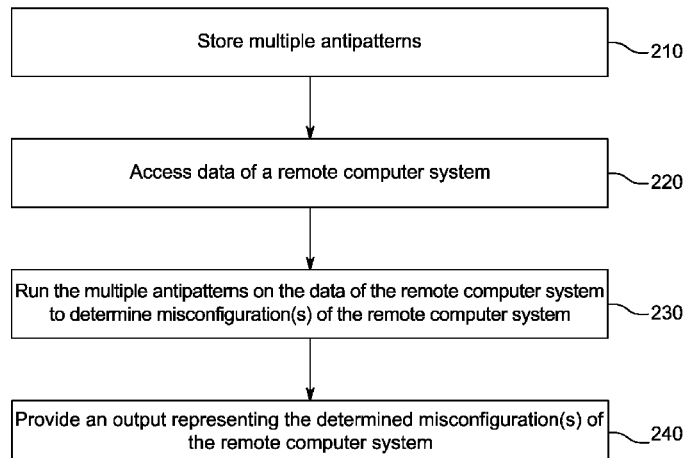 Store multiple antipatterns
210
Access data of a remote computer system
220
Run the multiple antipatterns on the data of the remote computer system
to determine misconfiguration(s) of the remote computer system
230
Provide an output representing the determined misconfiguration(s) of
the remote computer system
240